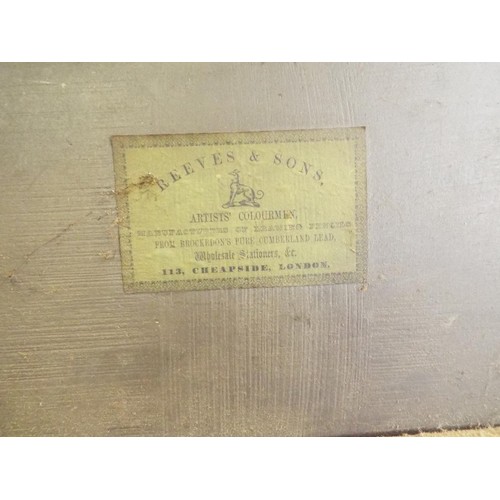 REEVES & SONS,
ARTISTS' COLOURMEN,
MANUFACTURERS OF DRAWING PENCILS
FROM BROCKEDON'S PURE CUMBERLAND LEAD,
Wholesale Stationers, &c.
113, CHEAPSIDE, LONDON,